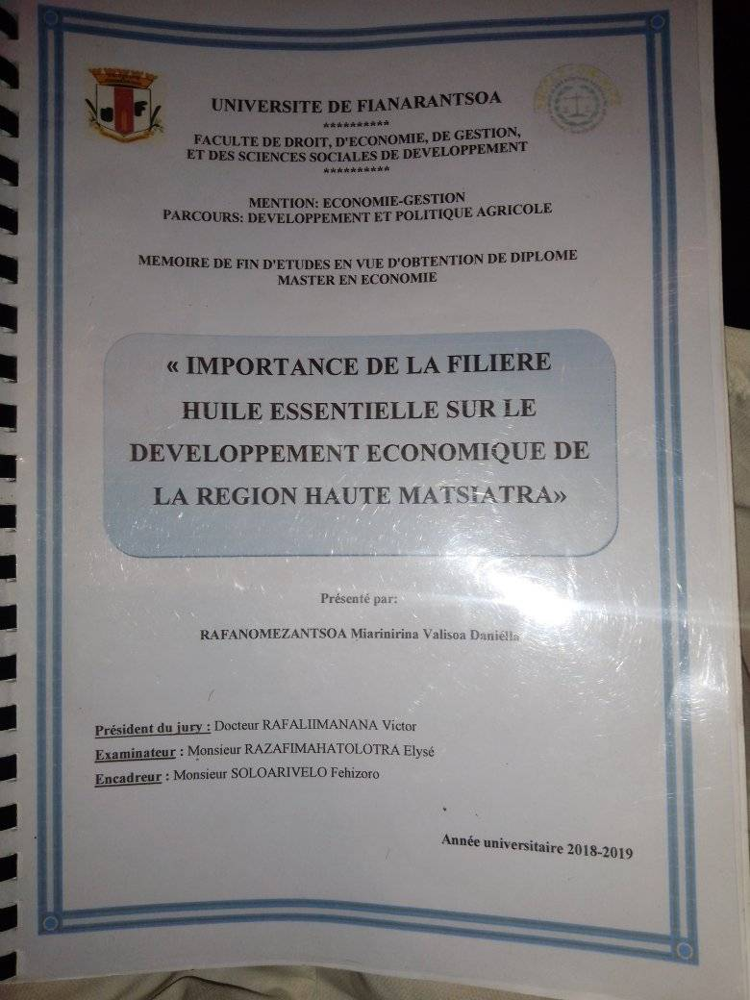 UNIVERSITE DE FIANARANTSOA
**********
FACULTE DE DROIT, D'ECONOMIE, DE GESTION,
ET DES SCIENCES SOCIALES DE DEVELOPPEMENT
**********
MENTION: ECONOMIE-GESTION
PARCOURS: DEVELOPPEMENT ET POLITIQUE AGRICOLE
MEMOIRE DE FIN D'ETUDES EN VUE D'OBTENTION DE DIPLOME
MASTER EN ECONOMIE
« IMPORTANCE DE LA FILIERE
HUILE ESSENTIELLE SUR LE
DEVELOPPEMENT ECONOMIQUE DE
LA REGION HAUTE MATSIATRA»
Présenté par:
RAFANOMEZANTSOA Miarinirina Valisoa Daniélla
Président du jury : Docteur RAFALIIMANANA Victor
Examinateur : Monsieur RAZAFIMAHATOLOTRA Elysé
Encadreur : Monsieur SOLOARIVELO Fehizoro
Année universitaire 2018-2019